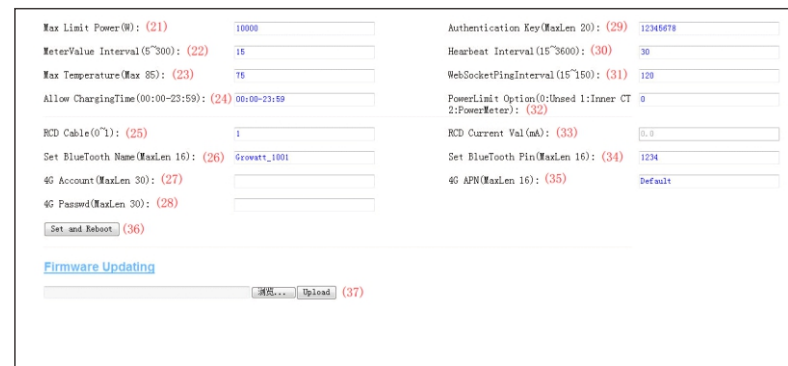 Max Limit Power(W): (21) 10000 Authentication Key(MaxLen 20): (29) 12345678
MeterValue Interval(5~300): (22) 15 Hearbeat Interval(15~3600): (30) 30
Max Temperature(Max 85): (23) 75 WebSocketPingInterval(15~150): (31) 120
Allow ChargingTime(00:00-23:59): (24) 00:00-23:59 PowerLimit Option(0:Unsed 1:Inner CT 0
2:PowerMeter): (32)
RCD Cable(0~1): (25) 1 RCD Current Val(mA): (33) 0.0
Set BlueTooth Name(MaxLen 16): (26) Growatt_1001 Set BlueTooth Pin(MaxLen 16): (34) 1234
4G Account(MaxLen 30): (27) 4G APN(MaxLen 16): (35) Default
4G Passwd(MaxLen 30): (28)
Set and Reboot (36)
Firmware Updating
浏览... Upload (37)